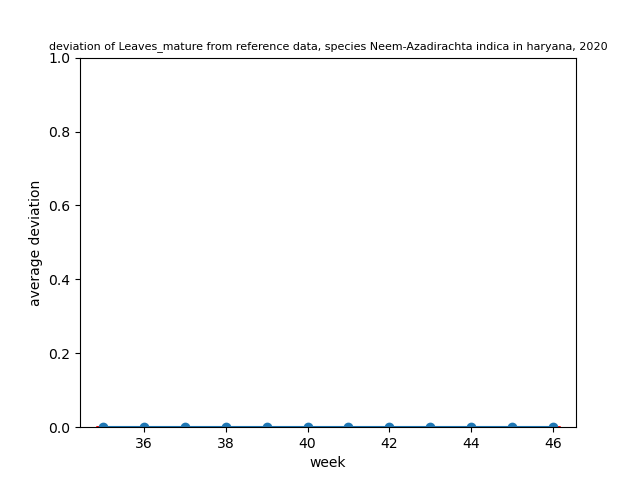 deviation of Leaves_mature from reference data, species Neem-Azadirachta indica in haryana, 2020
1.0
0.8
0.6
0.4
0.2
0.0
average deviation
36 38 40 42 44 46
week